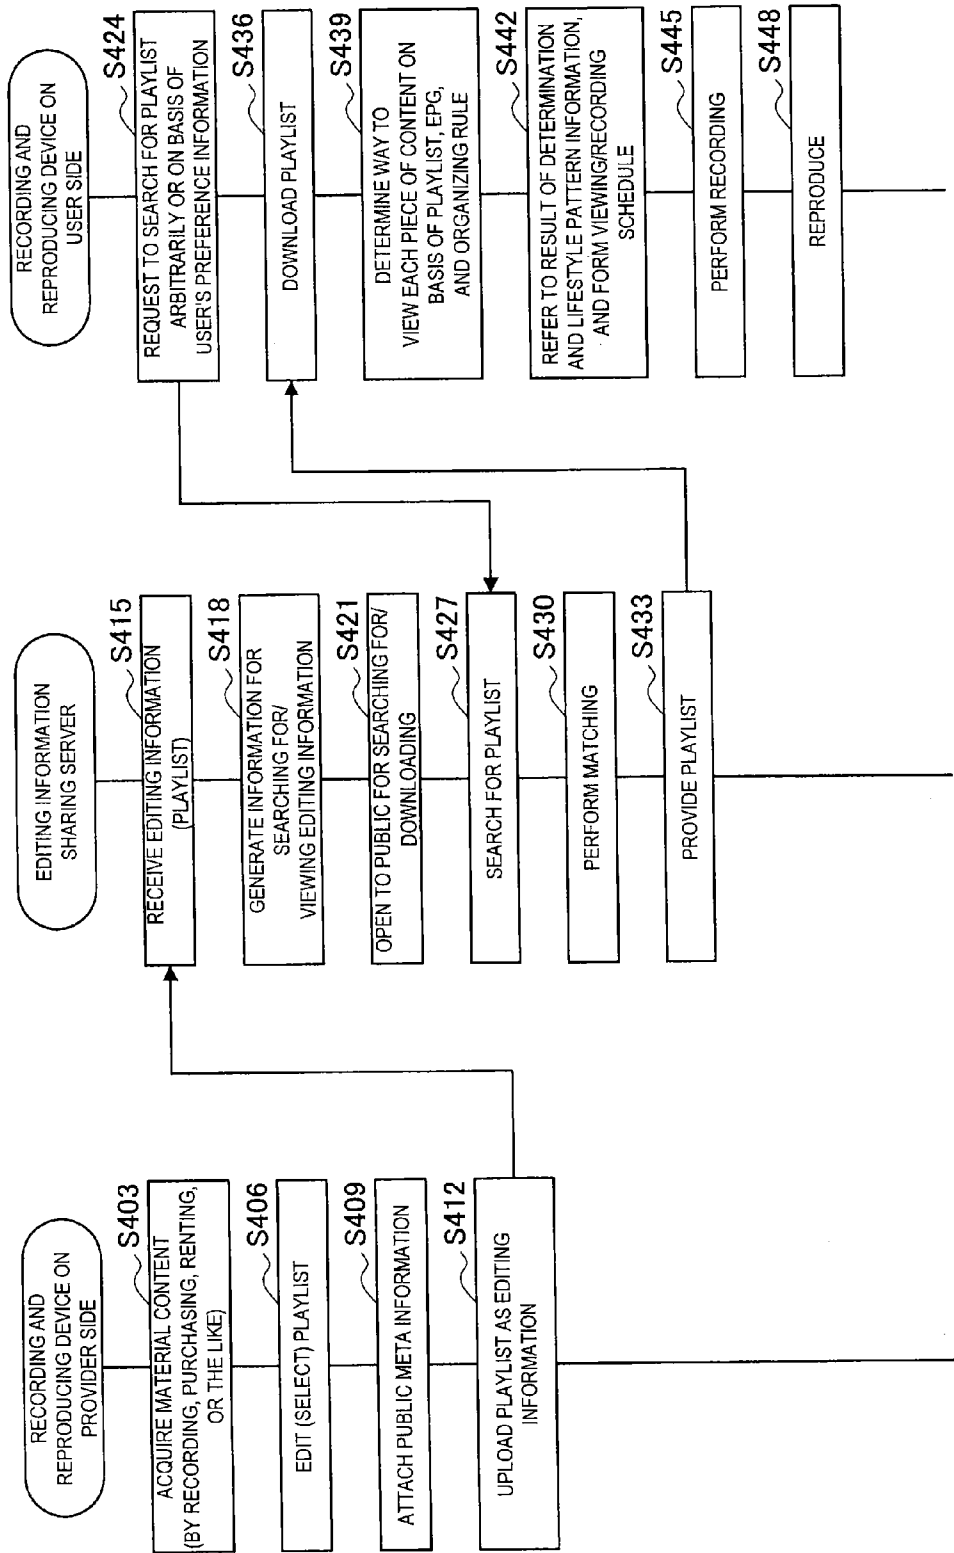 RECORDING AND
REPRODUCING DEVICE ON
PROVIDER SIDE
S403
ACQUIRE MATERIAL CONTENT
(BY RECORDING, PURCHASING, RENTING,
OR THE LIKE)
S406
EDIT (SELECT) PLAYLIST
S409
ATTACH PUBLIC META INFORMATION
S412
UPLOAD PLAYLIST AS EDITING
INFORMATION
EDITING INFORMATION
SHARING SERVER
S415
RECEIVE EDITING INFORMATION
(PLAYLIST)
S418
GENERATE INFORMATION FOR
SEARCHING FOR/
VIEWING EDITING INFORMATION
S421
OPEN TO PUBLIC FOR SEARCHING FOR/
DOWNLOADING
S427
SEARCH FOR PLAYLIST
S430
PERFORM MATCHING
S433
PROVIDE PLAYLIST
RECORDING AND
REPRODUCING DEVICE ON
USER SIDE
S424
REQUEST TO SEARCH FOR PLAYLIST
ARBITRARILY OR ON BASIS OF
USER'S PREFERENCE INFORMATION
S436
DOWNLOAD PLAYLIST
S439
DETERMINE WAY TO
VIEW EACH PIECE OF CONTENT ON
BASIS OF PLAYLIST, EPG,
AND ORGANIZING RULE
S442
REFER TO RESULT OF DETERMINATION
AND LIFESTYLE PATTERN INFORMATION,
AND FORM VIEWING/RECORDING
SCHEDULE
S445
PERFORM RECORDING
S448
REPRODUCE